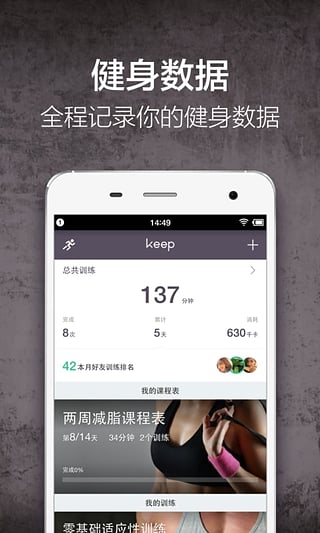 健身数据
全程记录你的健身数据
14:49
keep
总共训练
137 分钟
完成 累计 消耗
8次 5天 630千卡
42 本月好友训练排名
我的课程表
两周减脂课程表
第8/14天 34分钟 2个训练
完成0%
我的训练
零基础适应性训练